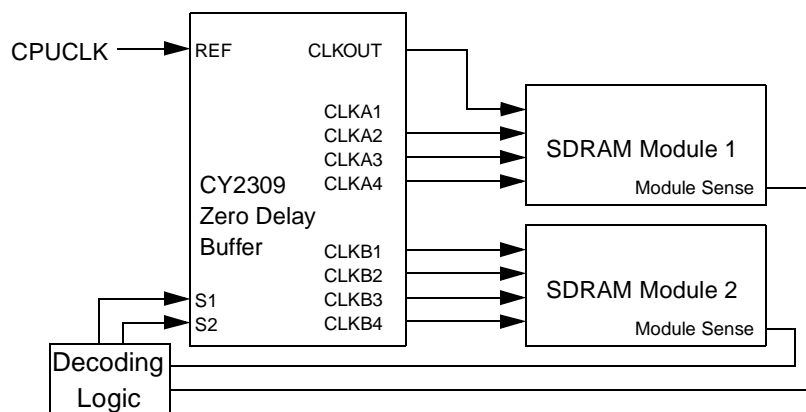 CPUCLK
REF
CLKOUT
CLKA1
CLKA2
CLKA3
CLKA4
CY2309
Zero Delay
Buffer
CLKB1
CLKB2
CLKB3
CLKB4
S1
S2
SDRAM Module 1
Module Sense
SDRAM Module 2
Module Sense
Decoding
Logic